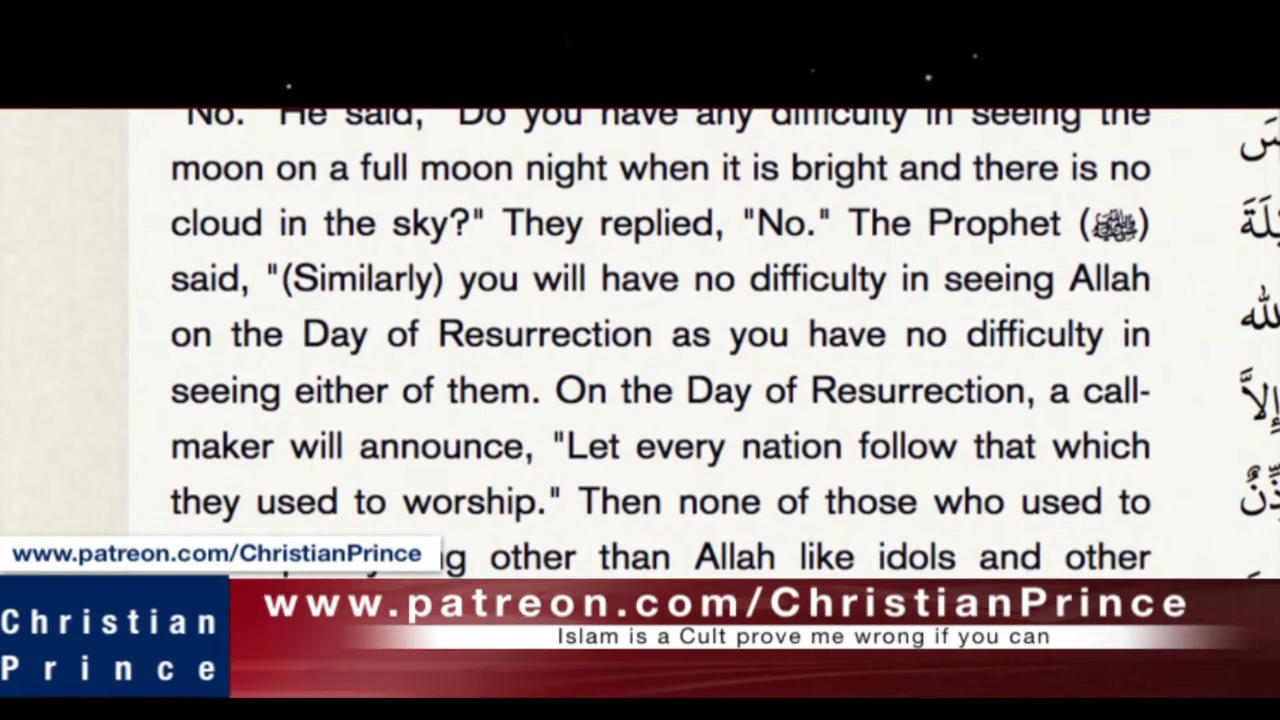 "No." He said, "Do you have any difficulty in seeing the
moon on a full moon night when it is bright and there is no
cloud in the sky?" They replied, "No." The Prophet (ﷺ)
said, "(Similarly) you will have no difficulty in seeing Allah
on the Day of Resurrection as you have no difficulty in
seeing either of them. On the Day of Resurrection, a call-
maker will announce, "Let every nation follow that which
they used to worship." Then none of those who used to
other than Allah like idols and other
لله
إِلاَّ
www.patreon.com/ChristianPrince
Christian
Prince
www.patreon.com/ChristianPrince
Islam is a Cult prove me wrong if you can